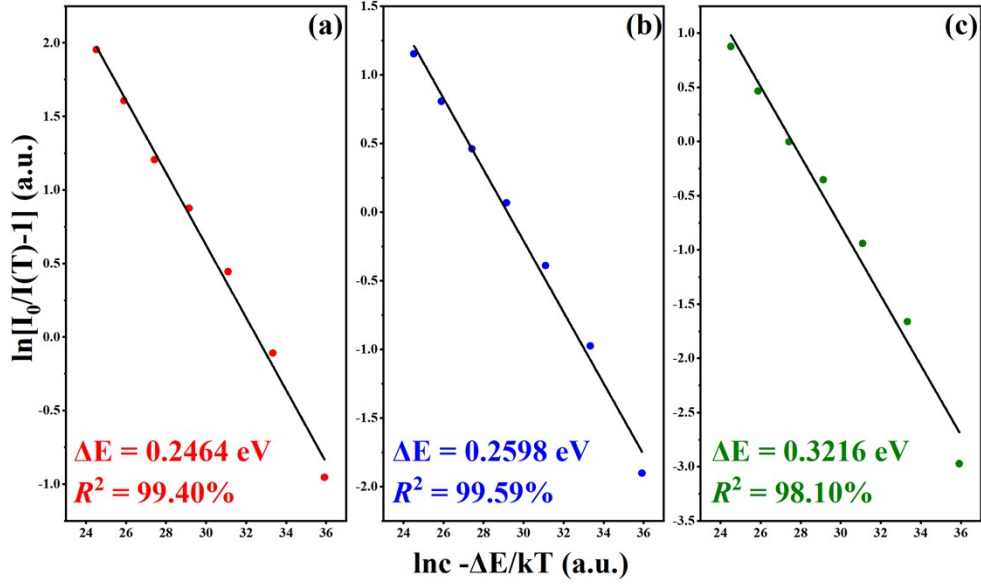 (a)
(b)
(c)
ln[I₀/I(T)-1] (a.u.)
2.0
1.5
1.0
0.5
0.0
-0.5
-1.0
ΔE = 0.2464 eV
R² = 99.40%
24 26 28 30 32 34 36
1.5
1.0
0.5
0.0
-0.5
-1.0
-1.5
-2.0
ΔE = 0.2598 eV
R² = 99.59%
24 26 28 30 32 34 36
1.0
0.5
0.0
-0.5
-1.0
-1.5
-2.0
-2.5
-3.0
-3.5
ΔE = 0.3216 eV
R² = 98.10%
24 26 28 30 32 34 36
lnc -ΔE/kT (a.u.)